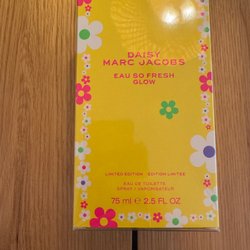 DAISY
MARC JACOBS
EAU SO FRESH
GLOW
LIMITED EDITION · EDITION LIMITÉE
EAU DE TOILETTE
SPRAY / VAPORISATEUR
75 ml ℮ 2.5 FL OZ